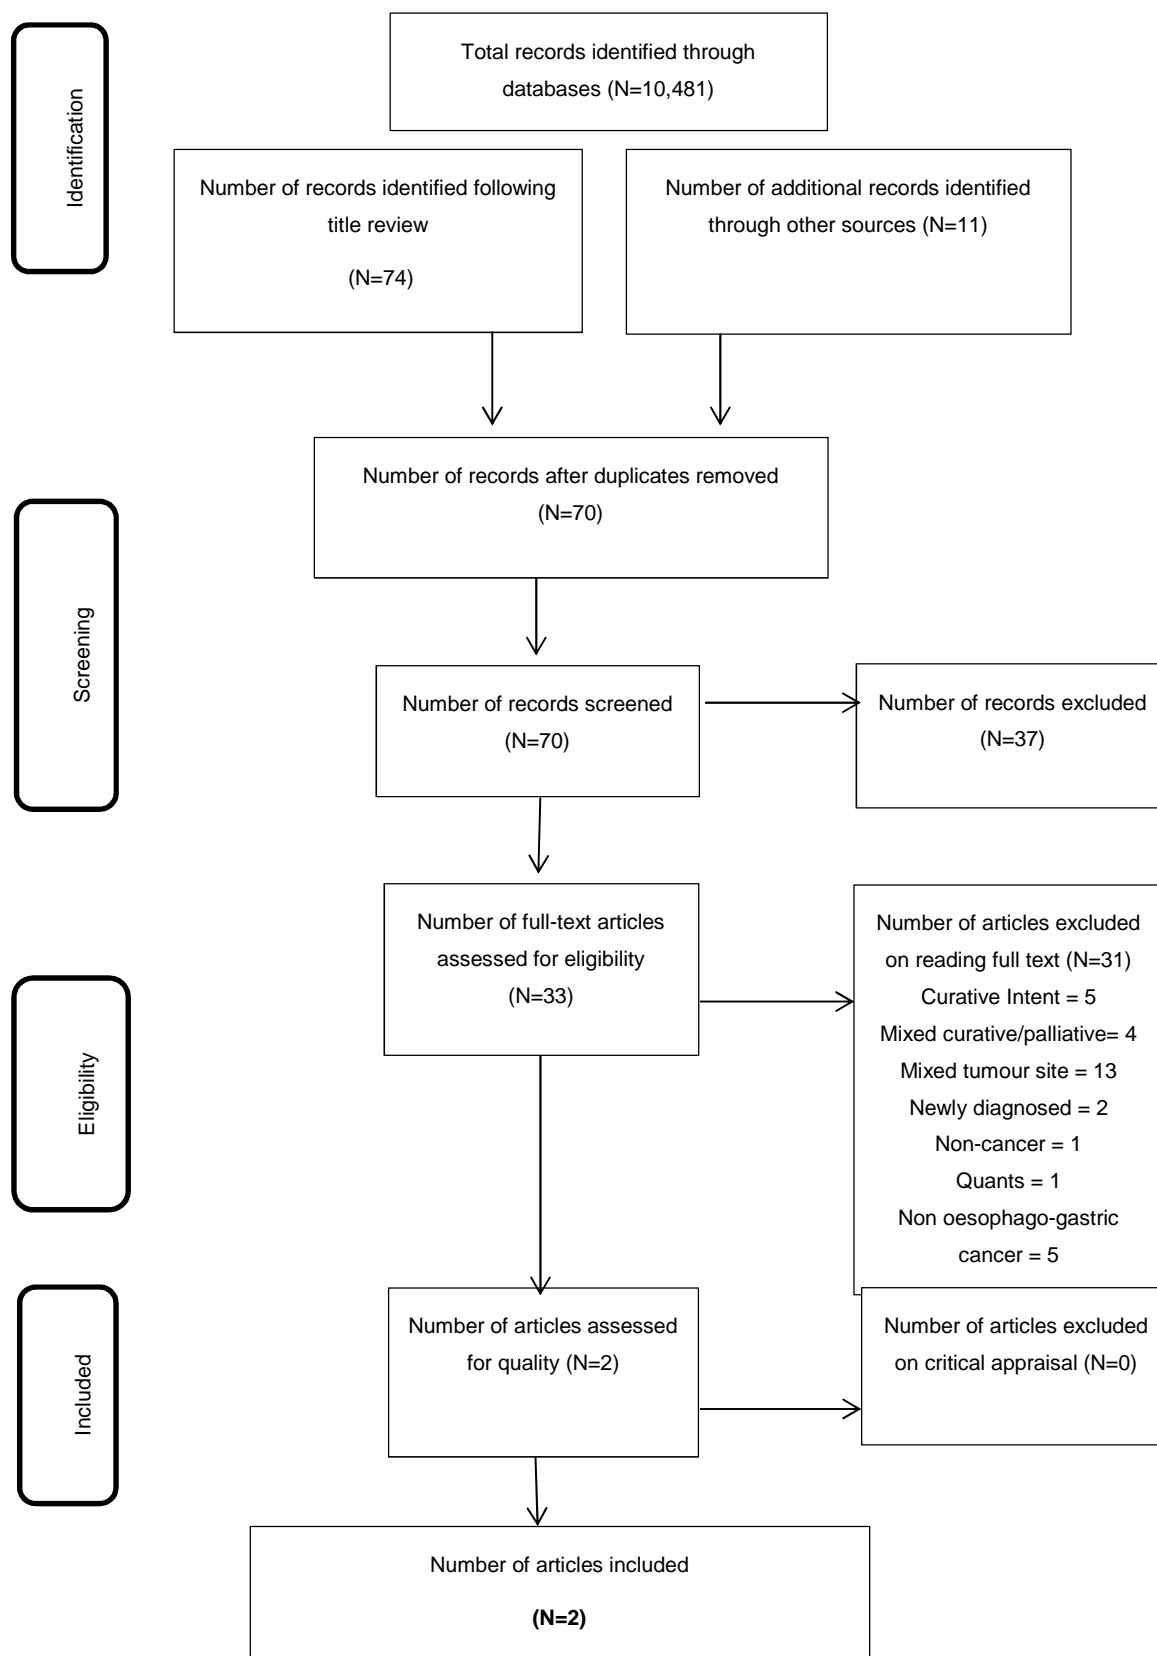 Identification
Total records identified through
databases (N=10,481)
Number of records identified following
title review
(N=74)
Number of additional records identified
through other sources (N=11)
Number of records after duplicates removed
(N=70)
Screening
Number of records screened
(N=70)
Number of records excluded
(N=37)
Eligibility
Number of full-text articles
assessed for eligibility
(N=33)
Number of articles excluded
on reading full text (N=31)
Curative Intent = 5
Mixed curative/palliative= 4
Mixed tumour site = 13
Newly diagnosed = 2
Non-cancer = 1
Quants = 1
Non oesophago-gastric
cancer = 5
Included
Number of articles assessed
for quality (N=2)
Number of articles excluded
on critical appraisal (N=0)
Number of articles included
(N=2)